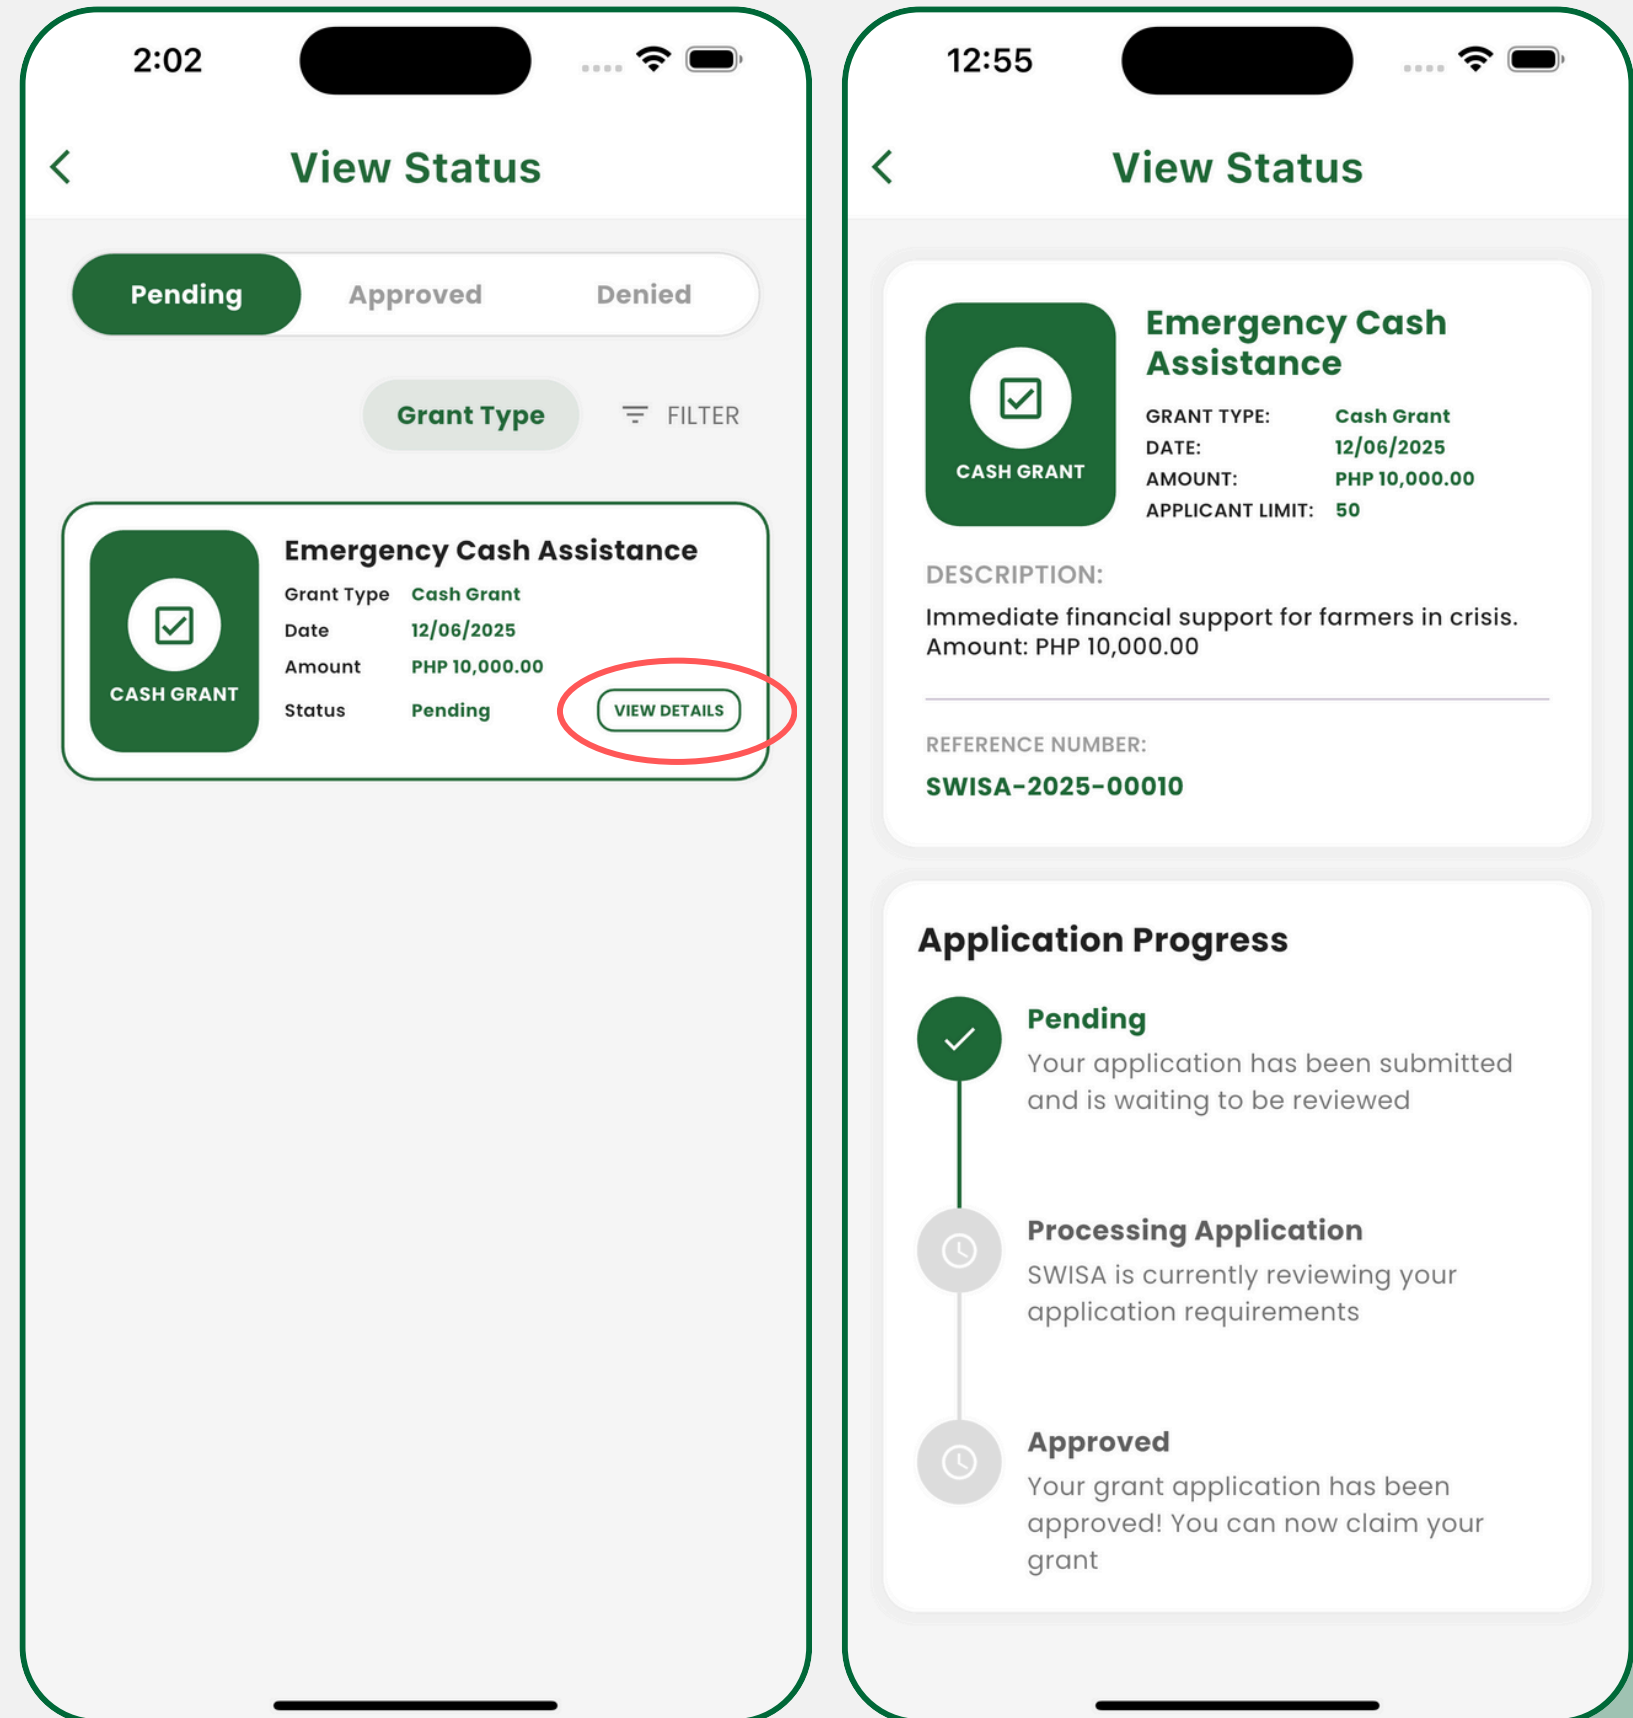 2:02
View Status
Pending Approved Denied
Grant Type FILTER
CASH GRANT
Emergency Cash Assistance
Grant Type Cash Grant
Date 12/06/2025
Amount PHP 10,000.00
Status Pending VIEW DETAILS
12:55
View Status
CASH GRANT
Emergency Cash
Assistance
GRANT TYPE: Cash Grant
DATE: 12/06/2025
AMOUNT: PHP 10,000.00
APPLICANT LIMIT: 50
DESCRIPTION:
Immediate financial support for farmers in crisis.
Amount: PHP 10,000.00
REFERENCE NUMBER:
SWISA-2025-00010
Application Progress
Pending
Your application has been submitted
and is waiting to be reviewed
Processing Application
SWISA is currently reviewing your
application requirements
Approved
Your grant application has been
approved! You can now claim your
grant